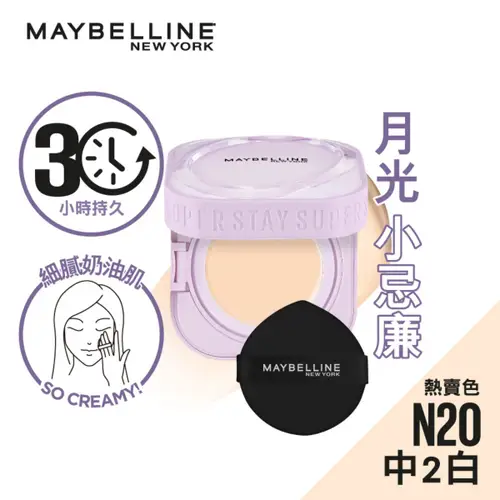 MAYBELLINE
NEW YORK
30
小時持久
細膩奶油肌
SO CREAMY!
MAYBELLINE
SUPER STAY SUPER
月光小忌廉
MAYBELLINE
NEW YORK
熱賣色
N20
中2白